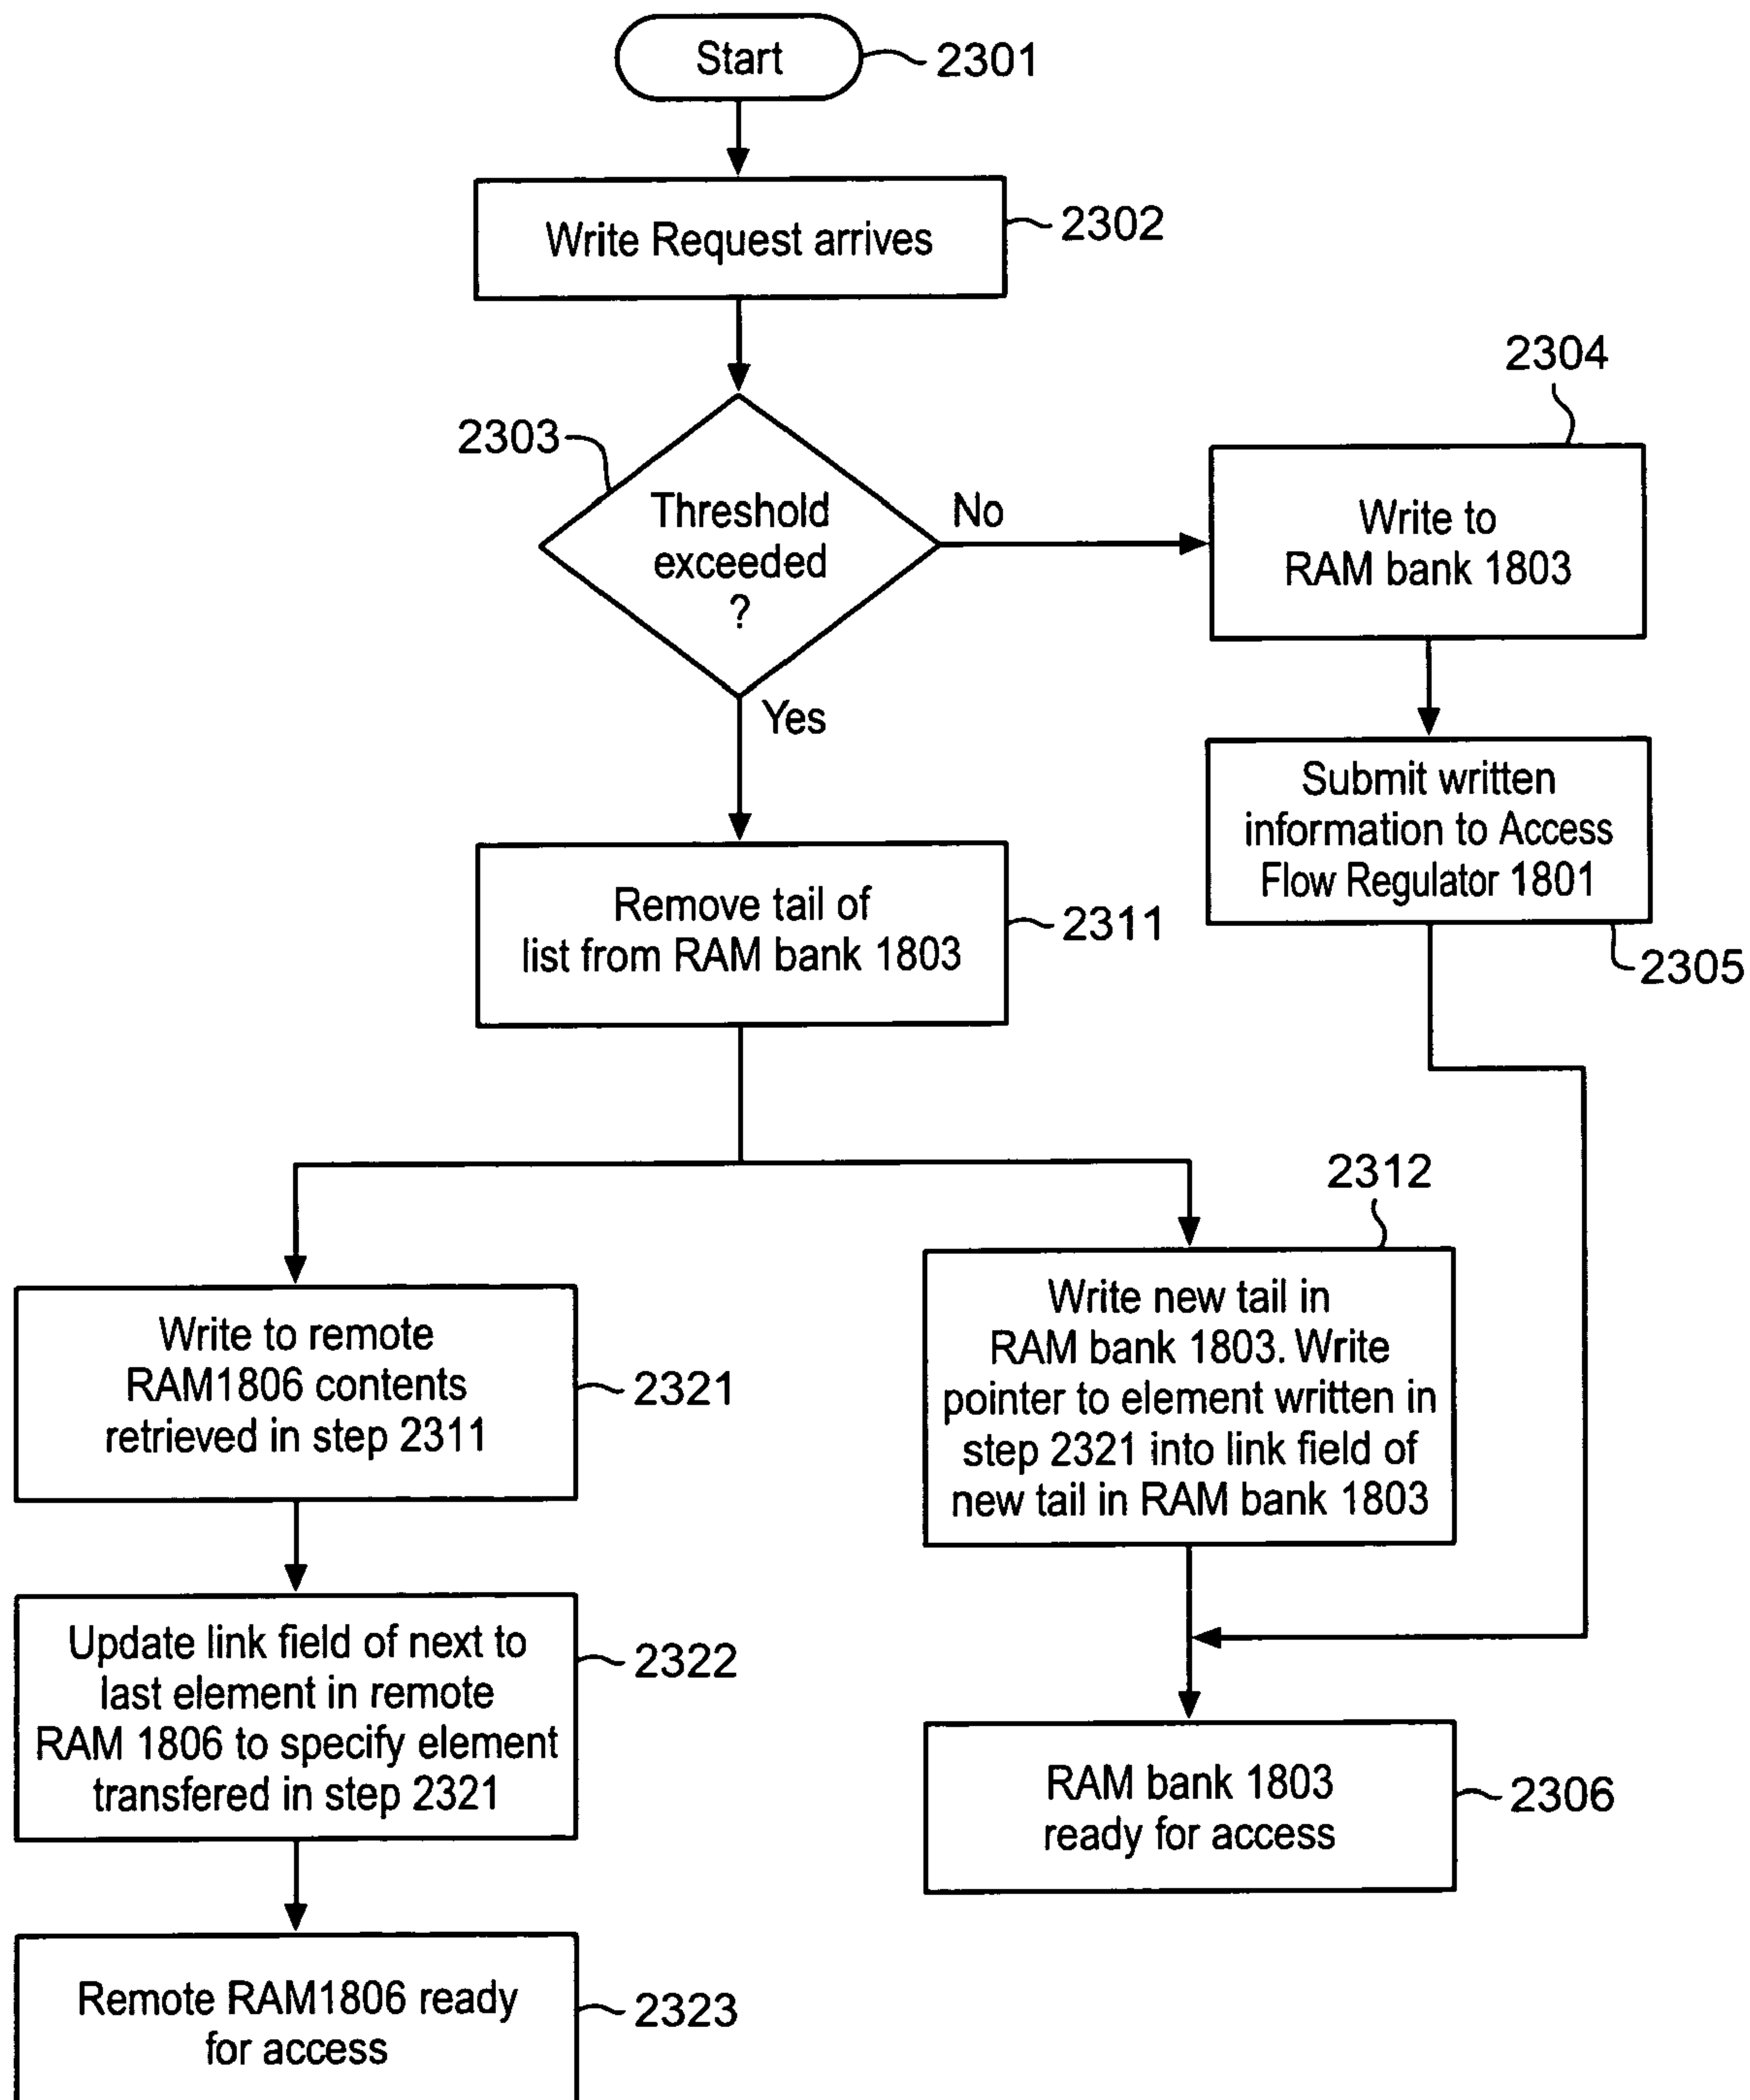 Start
2301
Write Request arrives
2302
2303
Threshold
exceeded
?
No
Yes
2304
Write to
RAM bank 1803
Submit written
information to Access
Flow Regulator 1801
2305
Remove tail of
list from RAM bank 1803
2311
2312
Write new tail in
RAM bank 1803. Write
pointer to element written in
step 2321 into link field of
new tail in RAM bank 1803
Write to remote
RAM1806 contents
retrieved in step 2311
2321
Update link field of next to
last element in remote
RAM 1806 to specify element
transfered in step 2321
2322
RAM bank 1803
ready for access
2306
Remote RAM1806 ready
for access
2323